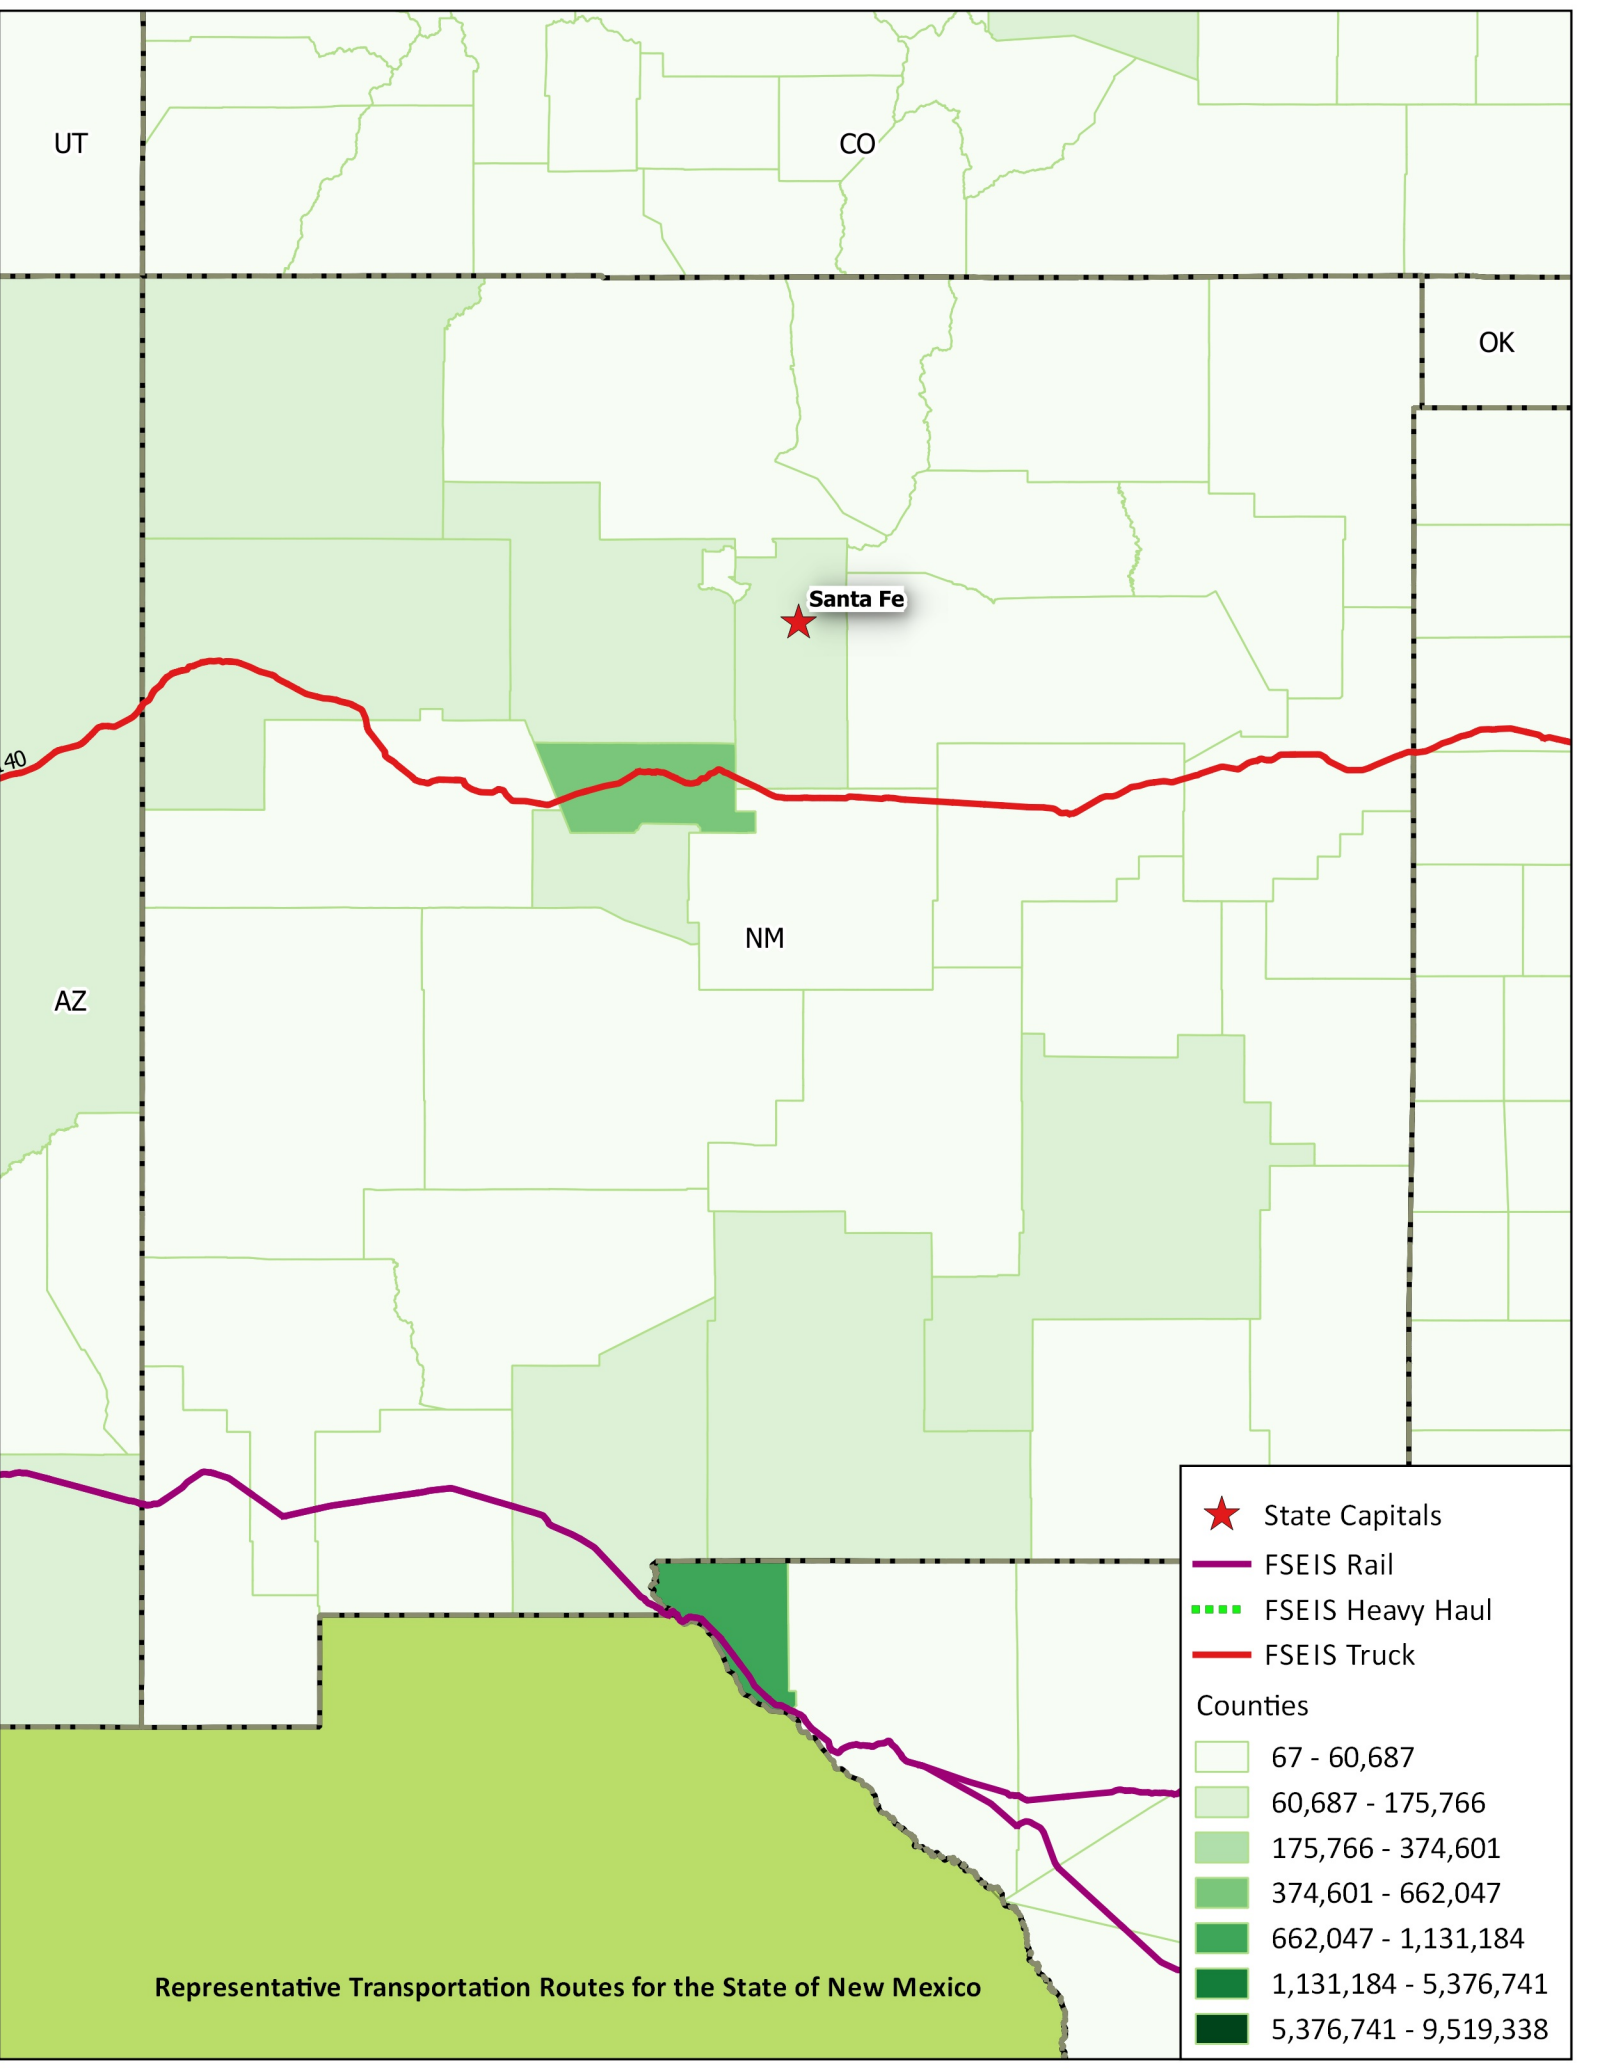 UT
CO
OK
Santa Fe
I40
NM
AZ
State Capitals
FSEIS Rail
FSEIS Heavy Haul
FSEIS Truck
Counties
67 - 60,687
60,687 - 175,766
175,766 - 374,601
374,601 - 662,047
662,047 - 1,131,184
1,131,184 - 5,376,741
5,376,741 - 9,519,338
Representative Transportation Routes for the State of New Mexico